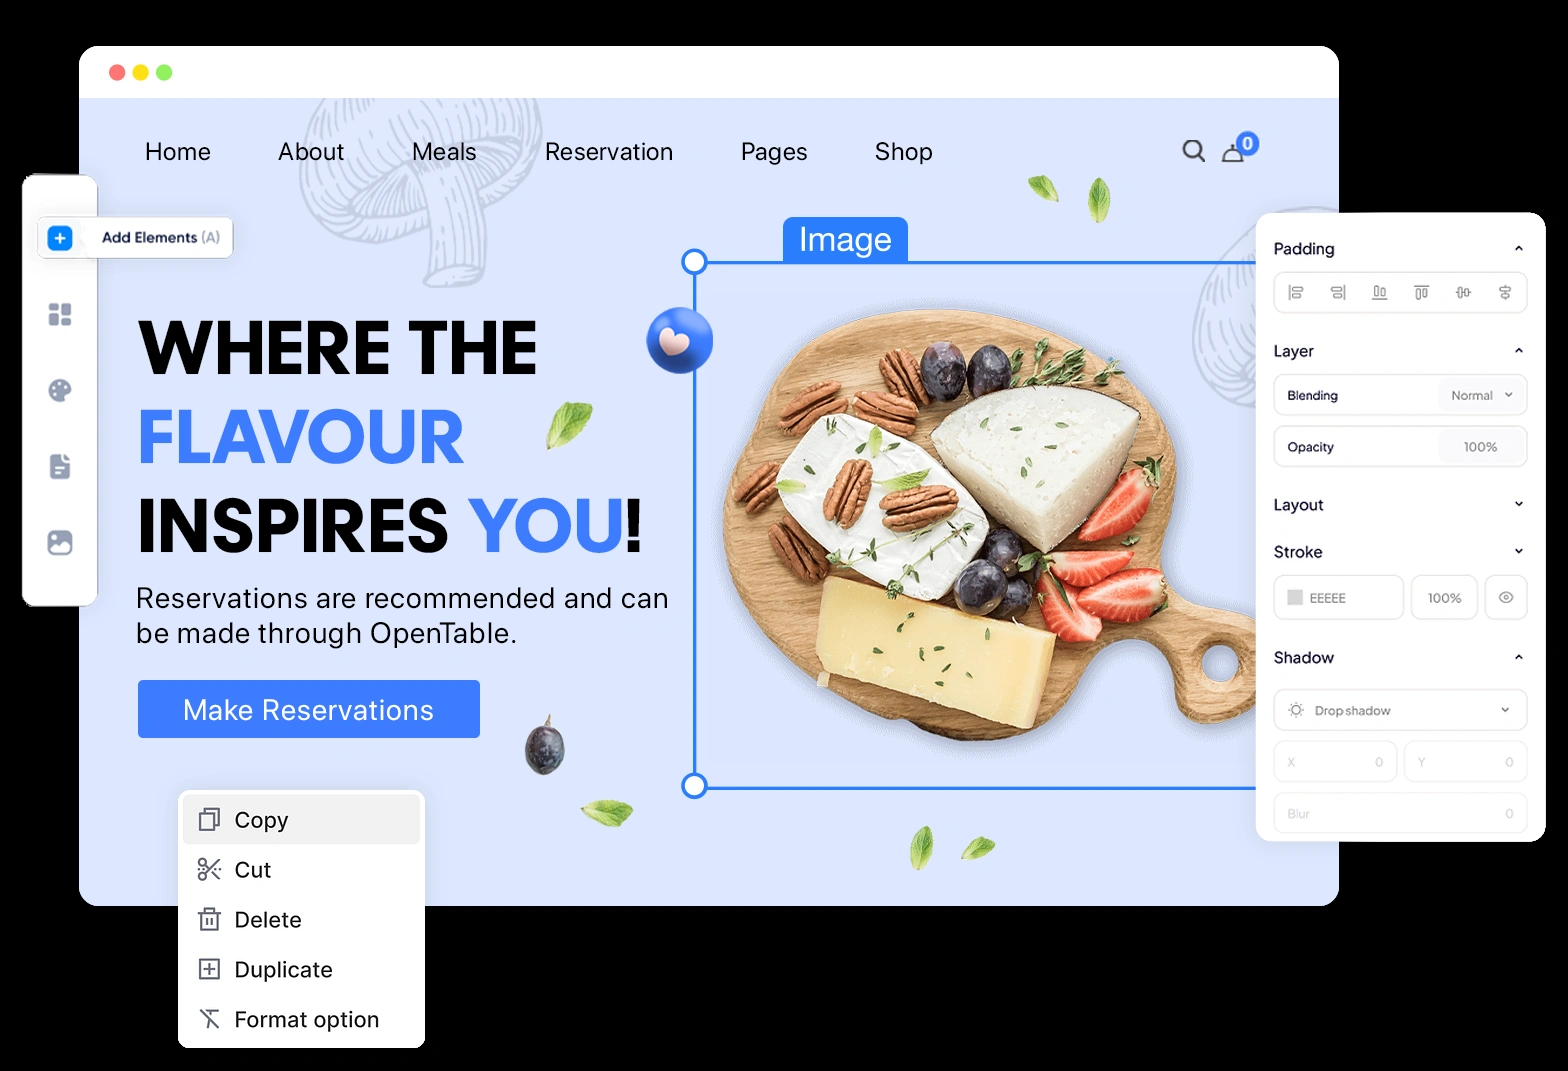 Home About Meals Reservation Pages Shop
0
Add Elements (A)
Image
WHERE THE
FLAVOUR
INSPIRES YOU!
Reservations are recommended and can
be made through OpenTable.
Make Reservations
Copy
Cut
Delete
Duplicate
Format option
Padding
Layer
Blending Normal
Opacity 100%
Layout
Stroke
EEEEE 100%
Shadow
Drop shadow
X 0 Y 0
Blur 0